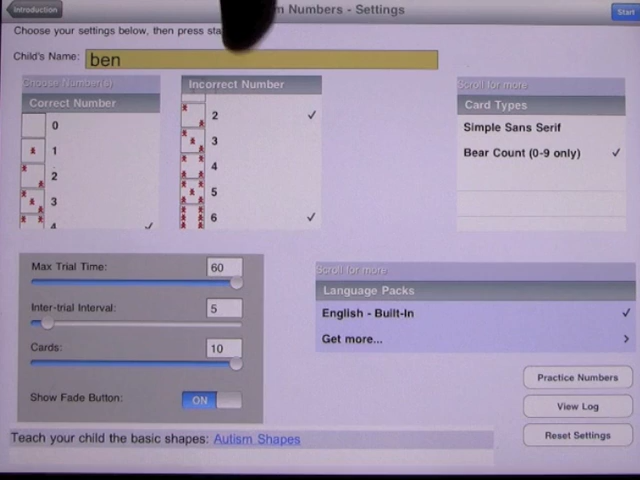 Introduction
m Numbers - Settings
Start
Choose your settings below, then press sta
Child's Name:
ben
Choose Number(s)
Correct Number
0
1
2
3
4
Incorrect Number
2
3
4
5
6
Scroll for more
Card Types
Simple Sans Serif
Bear Count (0-9 only)
Max Trial Time:
60
Inter-trial Interval:
5
Cards:
10
Show Fade Button:
ON
Scroll for more
Language Packs
English - Built-In
Get more...
Practice Numbers
View Log
Reset Settings
Teach your child the basic shapes: Autism Shapes